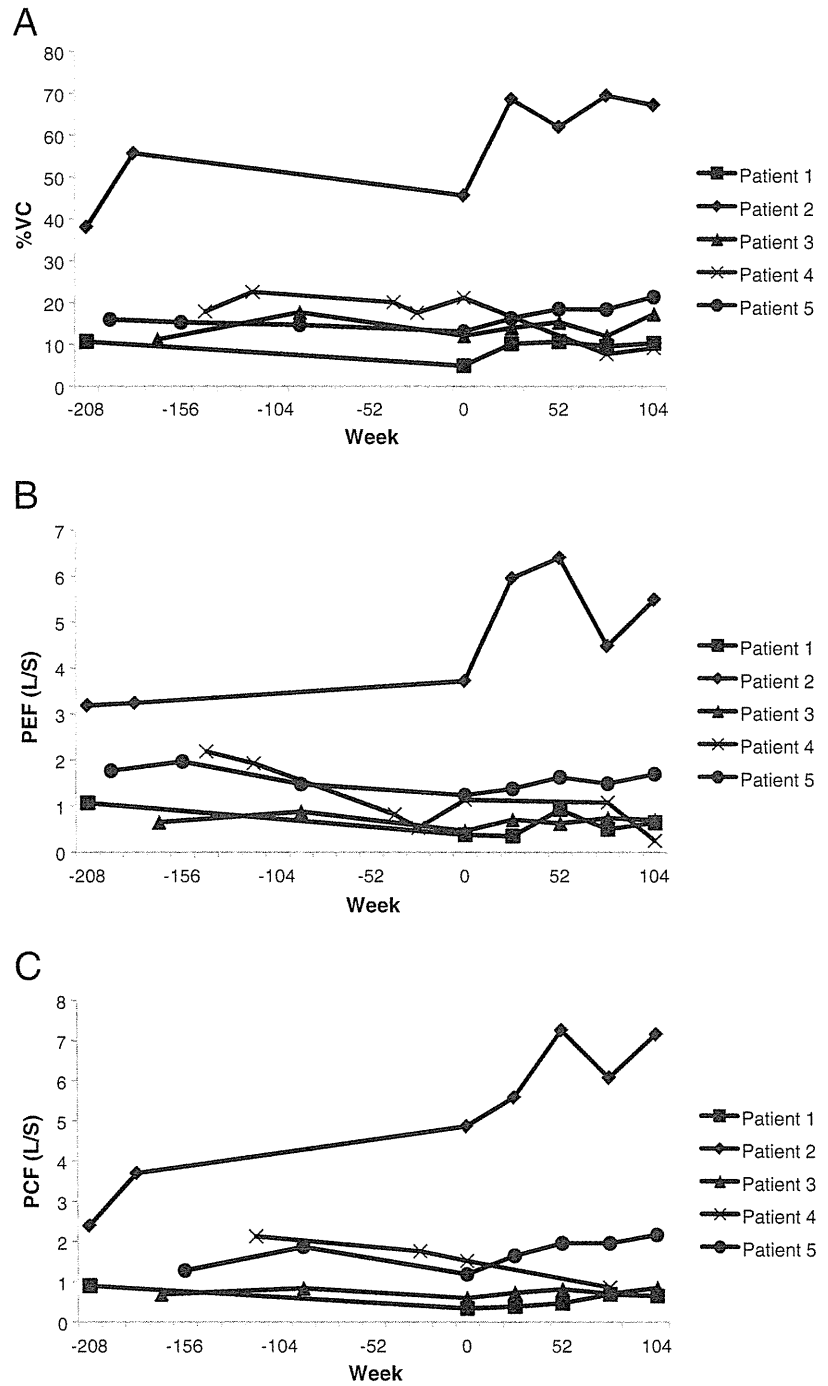 A
80
70
60
50
40
30
20
10
0
%VC
-208 -156 -104 -52 0 52 104
Week
Patient 1
Patient 2
Patient 3
Patient 4
Patient 5
B
7
6
5
4
3
2
1
0
PEF (L/S)
-208 -156 -104 -52 0 52 104
Week
Patient 1
Patient 2
Patient 3
Patient 4
Patient 5
C
8
7
6
5
4
3
2
1
0
PCF (L/S)
-208 -156 -104 -52 0 52 104
Week
Patient 1
Patient 2
Patient 3
Patient 4
Patient 5